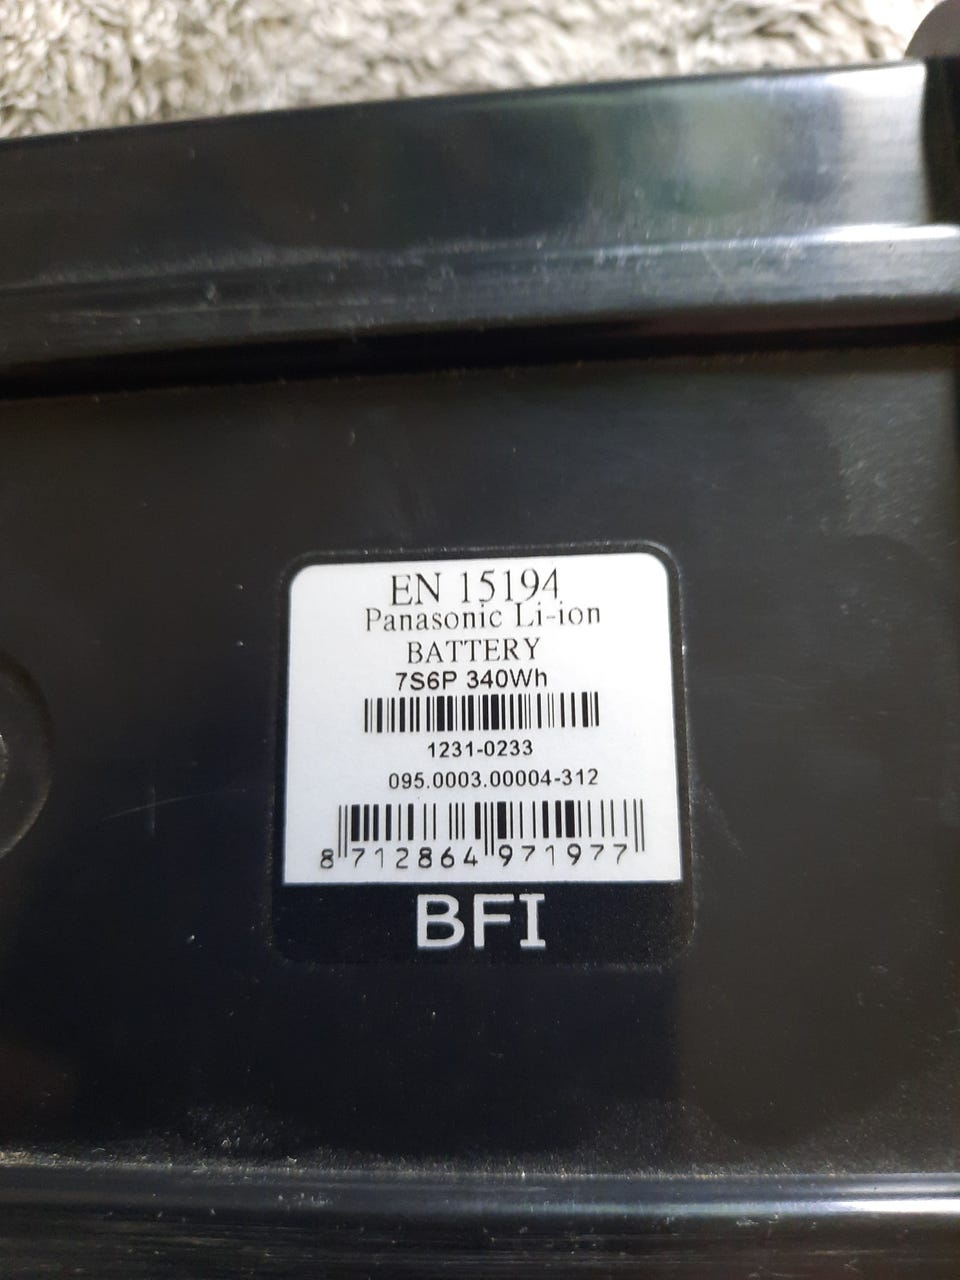 EN 15194
Panasonic Li-ion
BATTERY
7S6P 340Wh
1231-0233
095.0003.00004-312
8 712864 971977
BFI